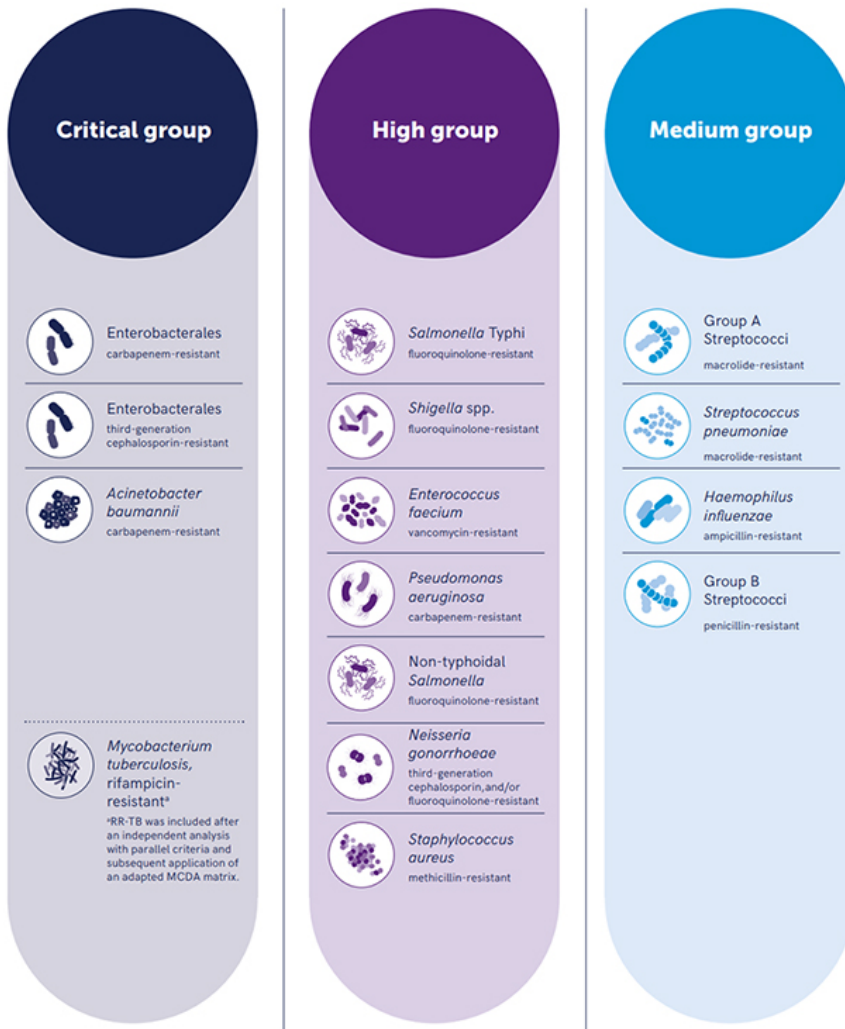 Critical group
Enterobacterales
carbapenem-resistant
Enterobacterales
third-generation
cephalosporin-resistant
Acinetobacter
baumannii
carbapenem-resistant
Mycobacterium
tuberculosis,
rifampicin-
resistantᵃ
ᵃRR-TB was included after
an independent analysis
with parallel criteria and
subsequent application of
an adapted MCDA matrix.
High group
Salmonella Typhi
fluoroquinolone-resistant
Shigella spp.
fluoroquinolone-resistant
Enterococcus
faecium
vancomycin-resistant
Pseudomonas
aeruginosa
carbapenem-resistant
Non-typhoidal
Salmonella
fluoroquinolone-resistant
Neisseria
gonorrhoeae
third-generation
cephalosporin,and/or
fluoroquinolone-resistant
Staphylococcus
aureus
methicillin-resistant
Medium group
Group A
Streptococci
macrolide-resistant
Streptococcus
pneumoniae
macrolide-resistant
Haemophilus
influenzae
ampicillin-resistant
Group B
Streptococci
penicillin-resistant